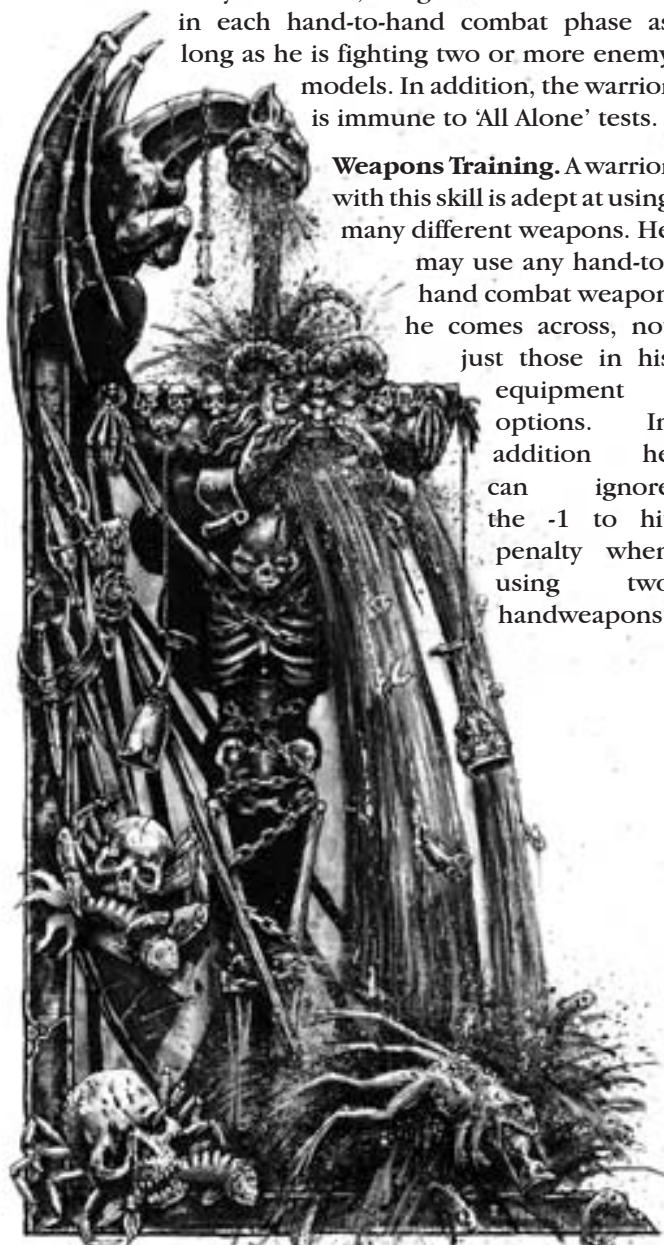 in each hand-to-hand combat phase as
long as he is fighting two or more enemy
models. In addition, the warrior
is immune to ‘All Alone’ tests.
Weapons Training. A warrior
with this skill is adept at using
many different weapons. He
may use any hand-to-
hand combat weapon
he comes across, not
just those in his
equipment
options. In
addition he
can ignore
the -1 to hit
penalty when
using two
handweapons